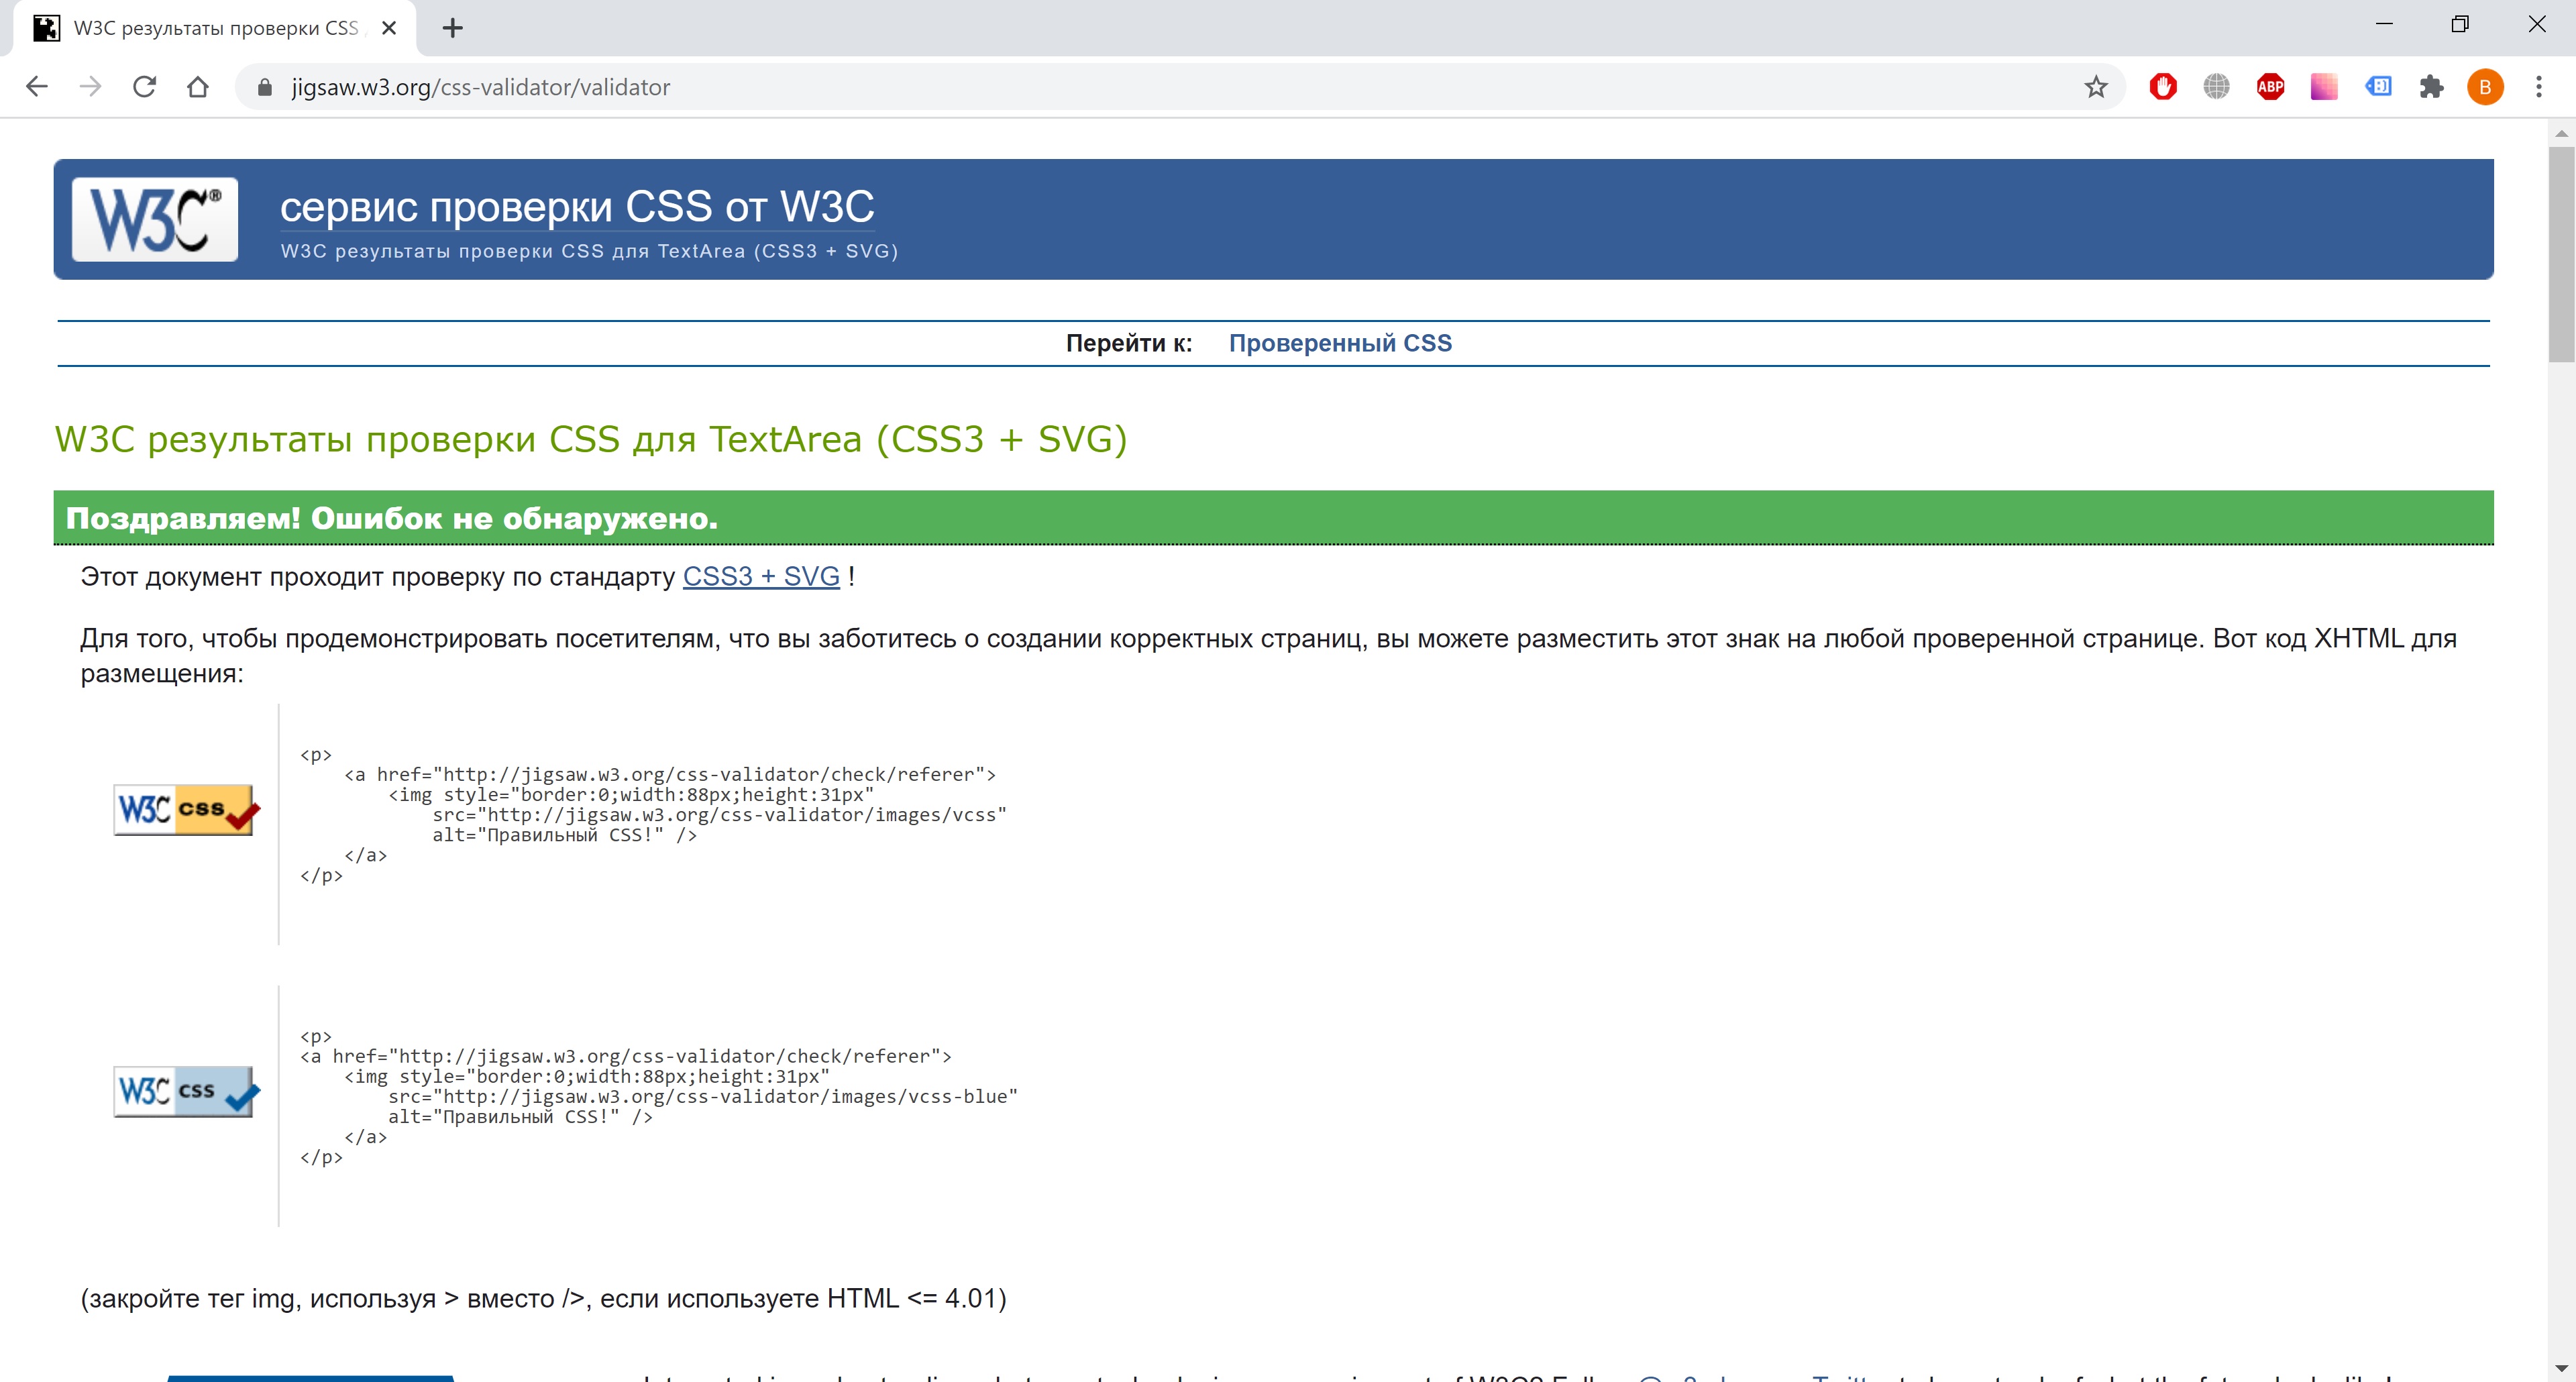 W3C результаты проверки CSS
jigsaw.w3.org/css-validator/validator
ABP
B
W3C®
сервис проверки CSS от W3C
W3C результаты проверки CSS для TextArea (CSS3 + SVG)
Перейти к: Проверенный CSS
W3C результаты проверки CSS для TextArea (CSS3 + SVG)
Поздравляем! Ошибок не обнаружено.
Этот документ проходит проверку по стандарту CSS3 + SVG !
Для того, чтобы продемонстрировать посетителям, что вы заботитесь о создании корректных страниц, вы можете разместить этот знак на любой проверенной странице. Вот код XHTML для
размещения:
W3C css
<p>
<a href="http://jigsaw.w3.org/css-validator/check/referer">
<img style="border:0;width:88px;height:31px"
src="http://jigsaw.w3.org/css-validator/images/vcss"
alt="Правильный CSS!" />
</a>
</p>
W3C css
<p>
<a href="http://jigsaw.w3.org/css-validator/check/referer">
<img style="border:0;width:88px;height:31px"
src="http://jigsaw.w3.org/css-validator/images/vcss-blue"
alt="Правильный CSS!" />
</a>
</p>
(закройте тег img, используя > вместо />, если используете HTML <= 4.01)